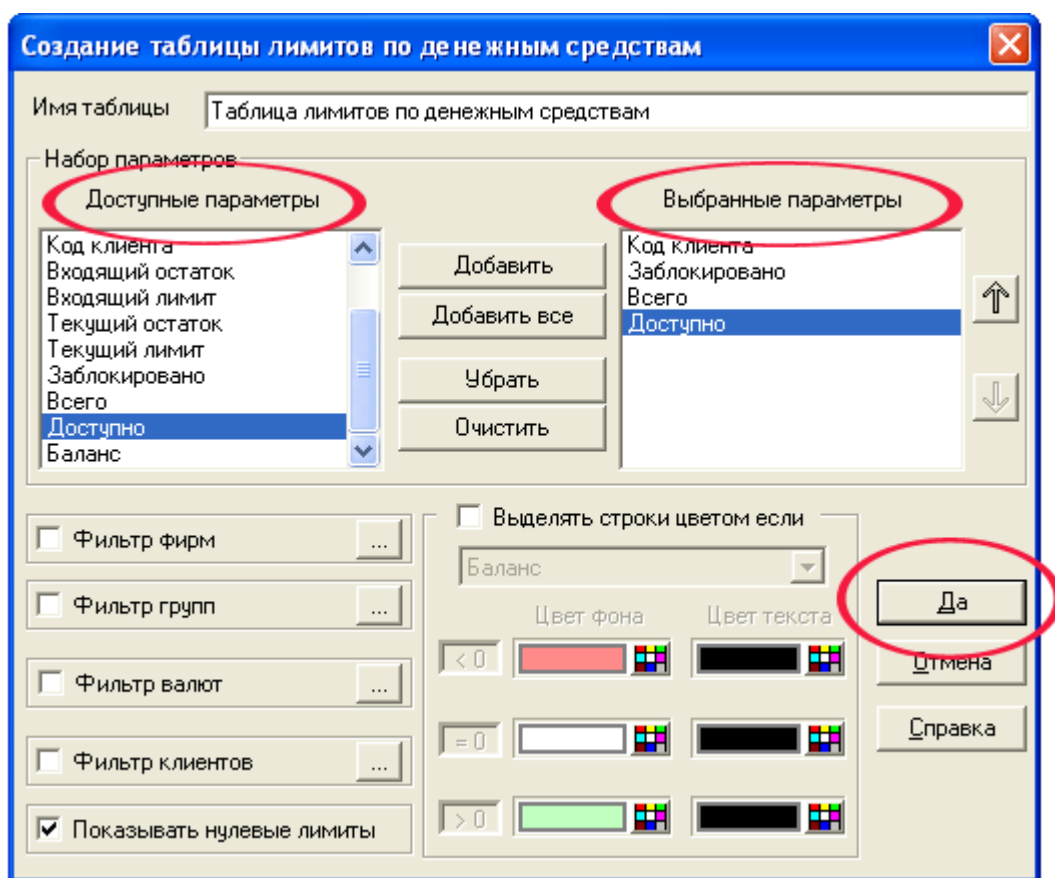 Создание таблицы лимитов по денежным средствам
Имя таблицы
Таблица лимитов по денежным средствам
Набор параметров
Доступные параметры
Код клиента
Входящий остаток
Входящий лимит
Текущий остаток
Текущий лимит
Заблокировано
Всего
Доступно
Баланс
Добавить
Добавить все
Убрать
Очистить
Выбранные параметры
Код клиента
Заблокировано
Всего
Доступно
Фильтр фирм
...
Фильтр групп
...
Фильтр валют
...
Фильтр клиентов
...
Показывать нулевые лимиты
Выделять строки цветом если
Баланс
Цвет фона Цвет текста
< 0
= 0
> 0
Да
Отмена
Справка